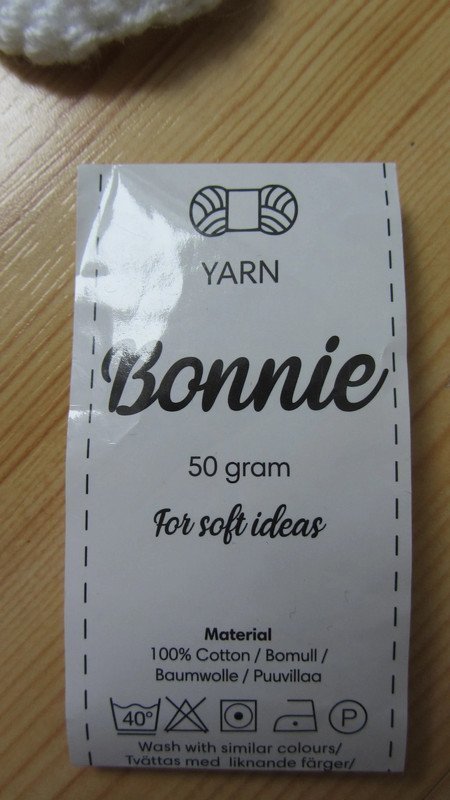 YARN
Bonnie
50 gram
For soft ideas
Material
100% Cotton / Bomull /
Baumwolle / Puuvillaa
40° P
Wash with similar colours/
Tvättas med liknande färger/